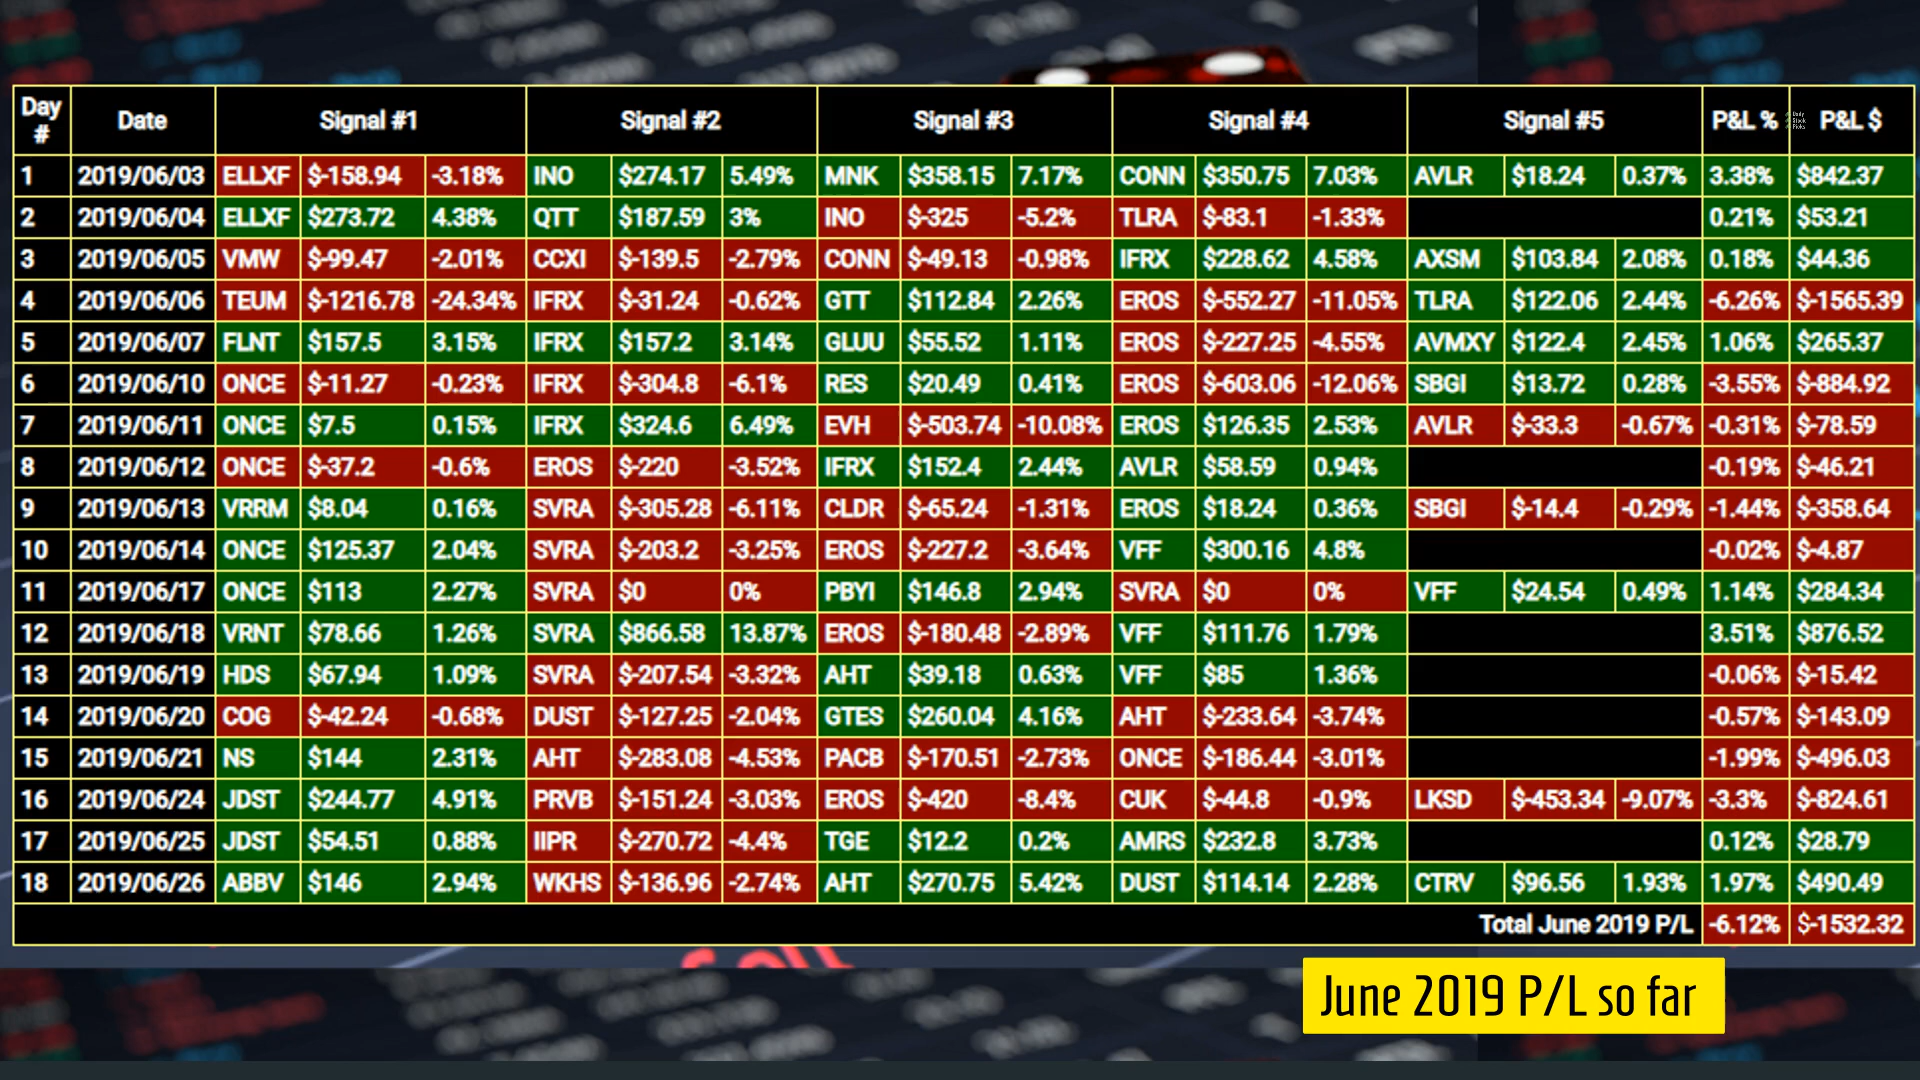 Day # Date Signal #1 Signal #2 Signal #3 Signal #4 Signal #5 P&L % Daily Stock Picks P&L $
1 2019/06/03 ELLXF $-158.94 -3.18% INO $274.17 5.49% MNK $358.15 7.17% CONN $350.75 7.03% AVLR $18.24 0.37% 3.38% $842.37
2 2019/06/04 ELLXF $273.72 4.38% QTT $187.59 3% INO $-325 -5.2% TLRA $-83.1 -1.33% 0.21% $53.21
3 2019/06/05 VMW $-99.47 -2.01% CCXI $-139.5 -2.79% CONN $-49.13 -0.98% IFRX $228.62 4.58% AXSM $103.84 2.08% 0.18% $44.36
4 2019/06/06 TEUM $-1216.78 -24.34% IFRX $-31.24 -0.62% GTT $112.84 2.26% EROS $-552.27 -11.05% TLRA $122.06 2.44% -6.26% $-1565.39
5 2019/06/07 FLNT $157.5 3.15% IFRX $157.2 3.14% GLUU $55.52 1.11% EROS $-227.25 -4.55% AVMXY $122.4 2.45% 1.06% $265.37
6 2019/06/10 ONCE $-11.27 -0.23% IFRX $-304.8 -6.1% RES $20.49 0.41% EROS $-603.06 -12.06% SBGI $13.72 0.28% -3.55% $-884.92
7 2019/06/11 ONCE $7.5 0.15% IFRX $324.6 6.49% EVH $-503.74 -10.08% EROS $126.35 2.53% AVLR $-33.3 -0.67% -0.31% $-78.59
8 2019/06/12 ONCE $-37.2 -0.6% EROS $-220 -3.52% IFRX $152.4 2.44% AVLR $58.59 0.94% -0.19% $-46.21
9 2019/06/13 VRRM $8.04 0.16% SVRA $-305.28 -6.11% CLDR $-65.24 -1.31% EROS $18.24 0.36% SBGI $-14.4 -0.29% -1.44% $-358.64
10 2019/06/14 ONCE $125.37 2.04% SVRA $-203.2 -3.25% EROS $-227.2 -3.64% VFF $300.16 4.8% -0.02% $-4.87
11 2019/06/17 ONCE $113 2.27% SVRA $0 0% PBYI $146.8 2.94% SVRA $0 0% VFF $24.54 0.49% 1.14% $284.34
12 2019/06/18 VRNT $78.66 1.26% SVRA $866.58 13.87% EROS $-180.48 -2.89% VFF $111.76 1.79% 3.51% $876.52
13 2019/06/19 HDS $67.94 1.09% SVRA $-207.54 -3.32% AHT $39.18 0.63% VFF $85 1.36% -0.06% $-15.42
14 2019/06/20 COG $-42.24 -0.68% DUST $-127.25 -2.04% GTES $260.04 4.16% AHT $-233.64 -3.74% -0.57% $-143.09
15 2019/06/21 NS $144 2.31% AHT $-283.08 -4.53% PACB $-170.51 -2.73% ONCE $-186.44 -3.01% -1.99% $-496.03
16 2019/06/24 JDST $244.77 4.91% PRVB $-151.24 -3.03% EROS $-420 -8.4% CUK $-44.8 -0.9% LKSD $-453.34 -9.07% -3.3% $-824.61
17 2019/06/25 JDST $54.51 0.88% IIPR $-270.72 -4.4% TGE $12.2 0.2% AMRS $232.8 3.73% 0.12% $28.79
18 2019/06/26 ABBV $146 2.94% WKHS $-136.96 -2.74% AHT $270.75 5.42% DUST $114.14 2.28% CTRV $96.56 1.93% 1.97% $490.49
Total June 2019 P/L -6.12% $-1532.32
June 2019 P/L so far